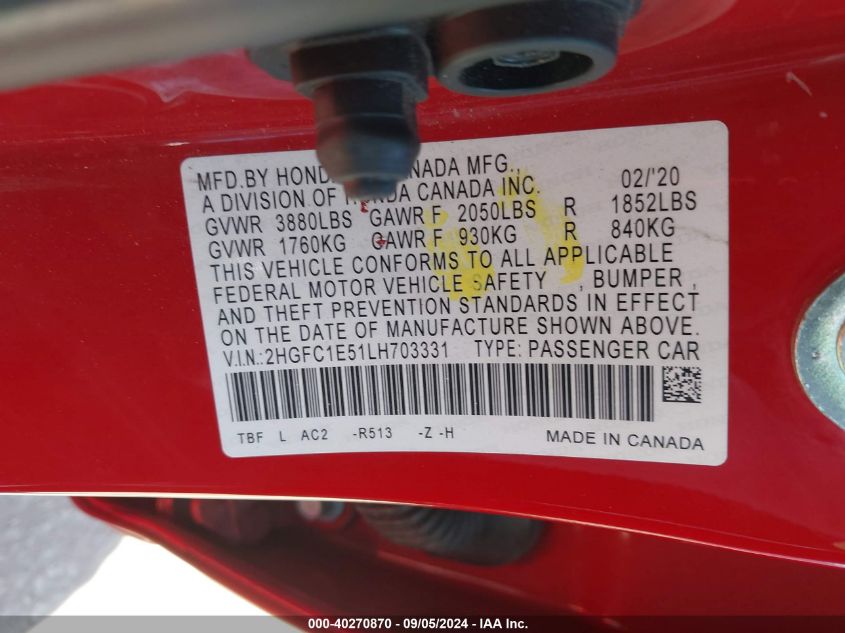 MFD.BY HOND CANADA MFG.,
A DIVISION OF HONDA CANADA INC. 02/'20
GVWR 3880LBS GAWR F 2050LBS R 1852LBS
GVWR 1760KG GAWR F 930KG R 840KG
THIS VEHICLE CONFORMS TO ALL APPLICABLE
FEDERAL MOTOR VEHICLE SAFETY , BUMPER ,
AND THEFT PREVENTION STANDARDS IN EFFECT
ON THE DATE OF MANUFACTURE SHOWN ABOVE.
V.I.N.:2HGFC1E51LH703331 TYPE: PASSENGER CAR
TBF L AC2 -R513 -Z -H MADE IN CANADA
000-40270870 - 09/05/2024 - IAA Inc.